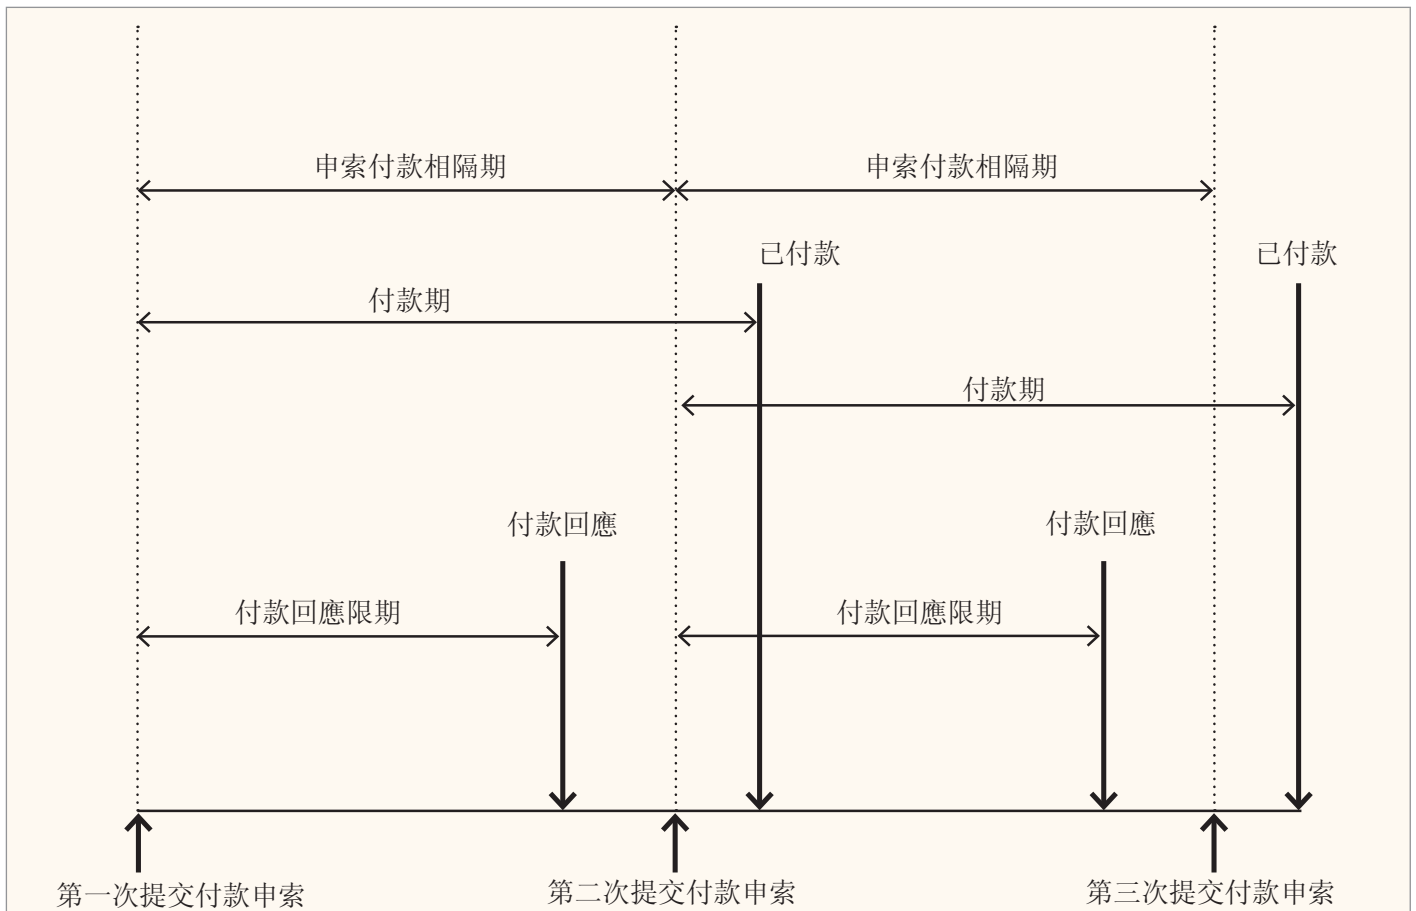 申索付款相隔期
申索付款相隔期
已付款
已付款
付款期
付款期
付款回應
付款回應
付款回應限期
付款回應限期
第一次提交付款申索
第二次提交付款申索
第三次提交付款申索